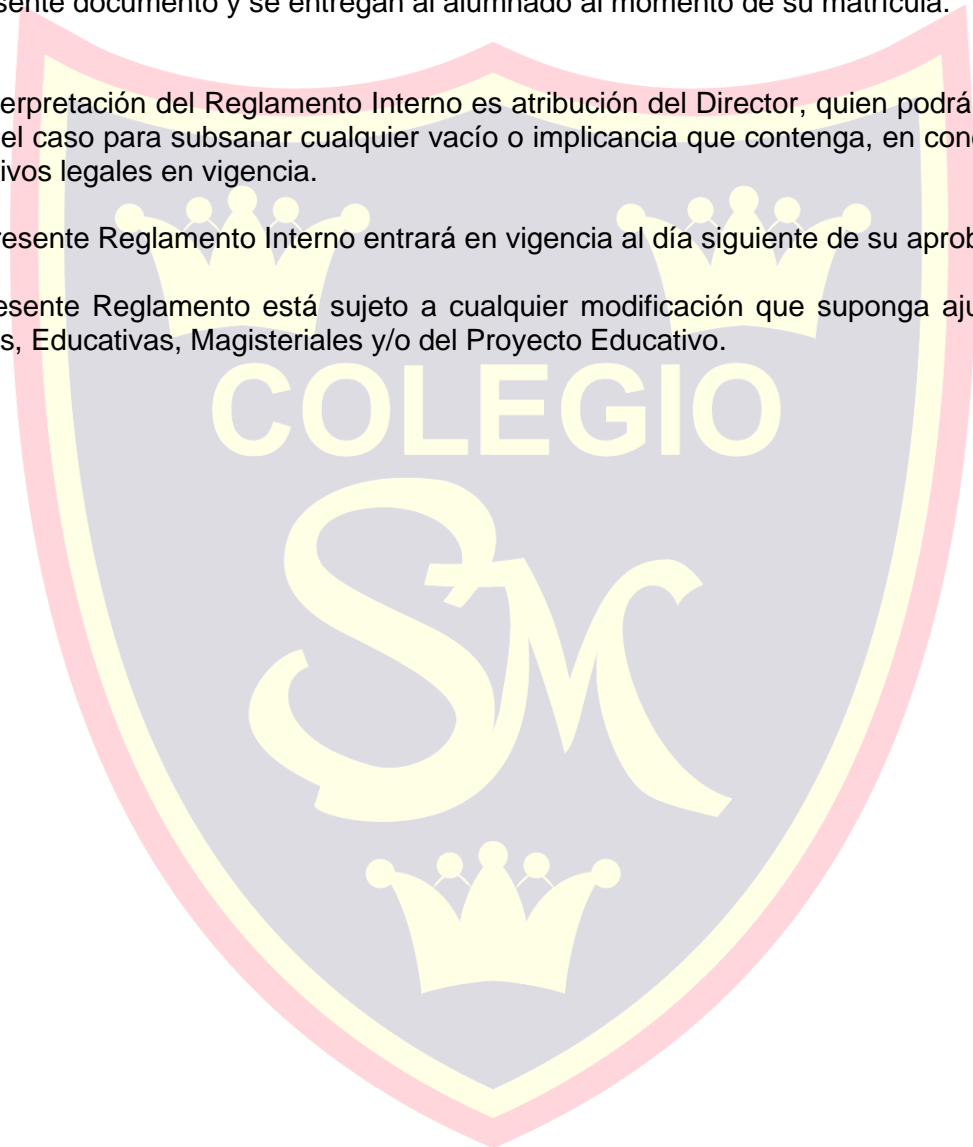 sente documento y se entregan al alumnado al momento de su matrícula.
erpretación del Reglamento Interno es atribución del Director, quien podrá
el caso para subsanar cualquier vacío o implicancia que contenga, en con
ivos legales en vigencia.
resente Reglamento Interno entrará en vigencia al día siguiente de su aprob
esente Reglamento está sujeto a cualquier modificación que suponga aju
s, Educativas, Magisteriales y/o del Proyecto Educativo.
COLEGIO
SM